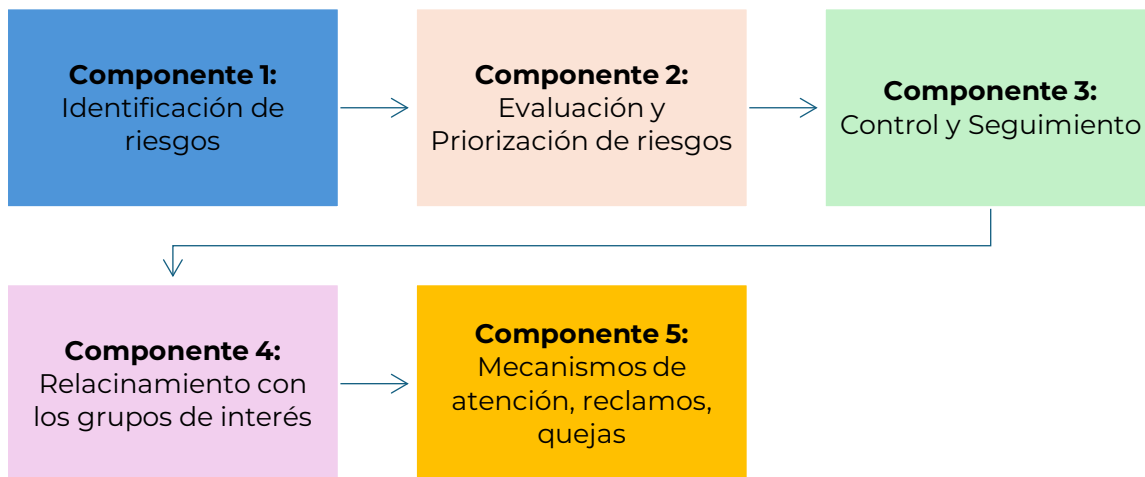 Componente 1:
Identificación de
riesgos
Componente 2:
Evaluación y
Priorización de riesgos
Componente 3:
Control y Seguimiento
Componente 4:
Relacinamiento con
los grupos de interés
Componente 5:
Mecanismos de
atención, reclamos,
quejas